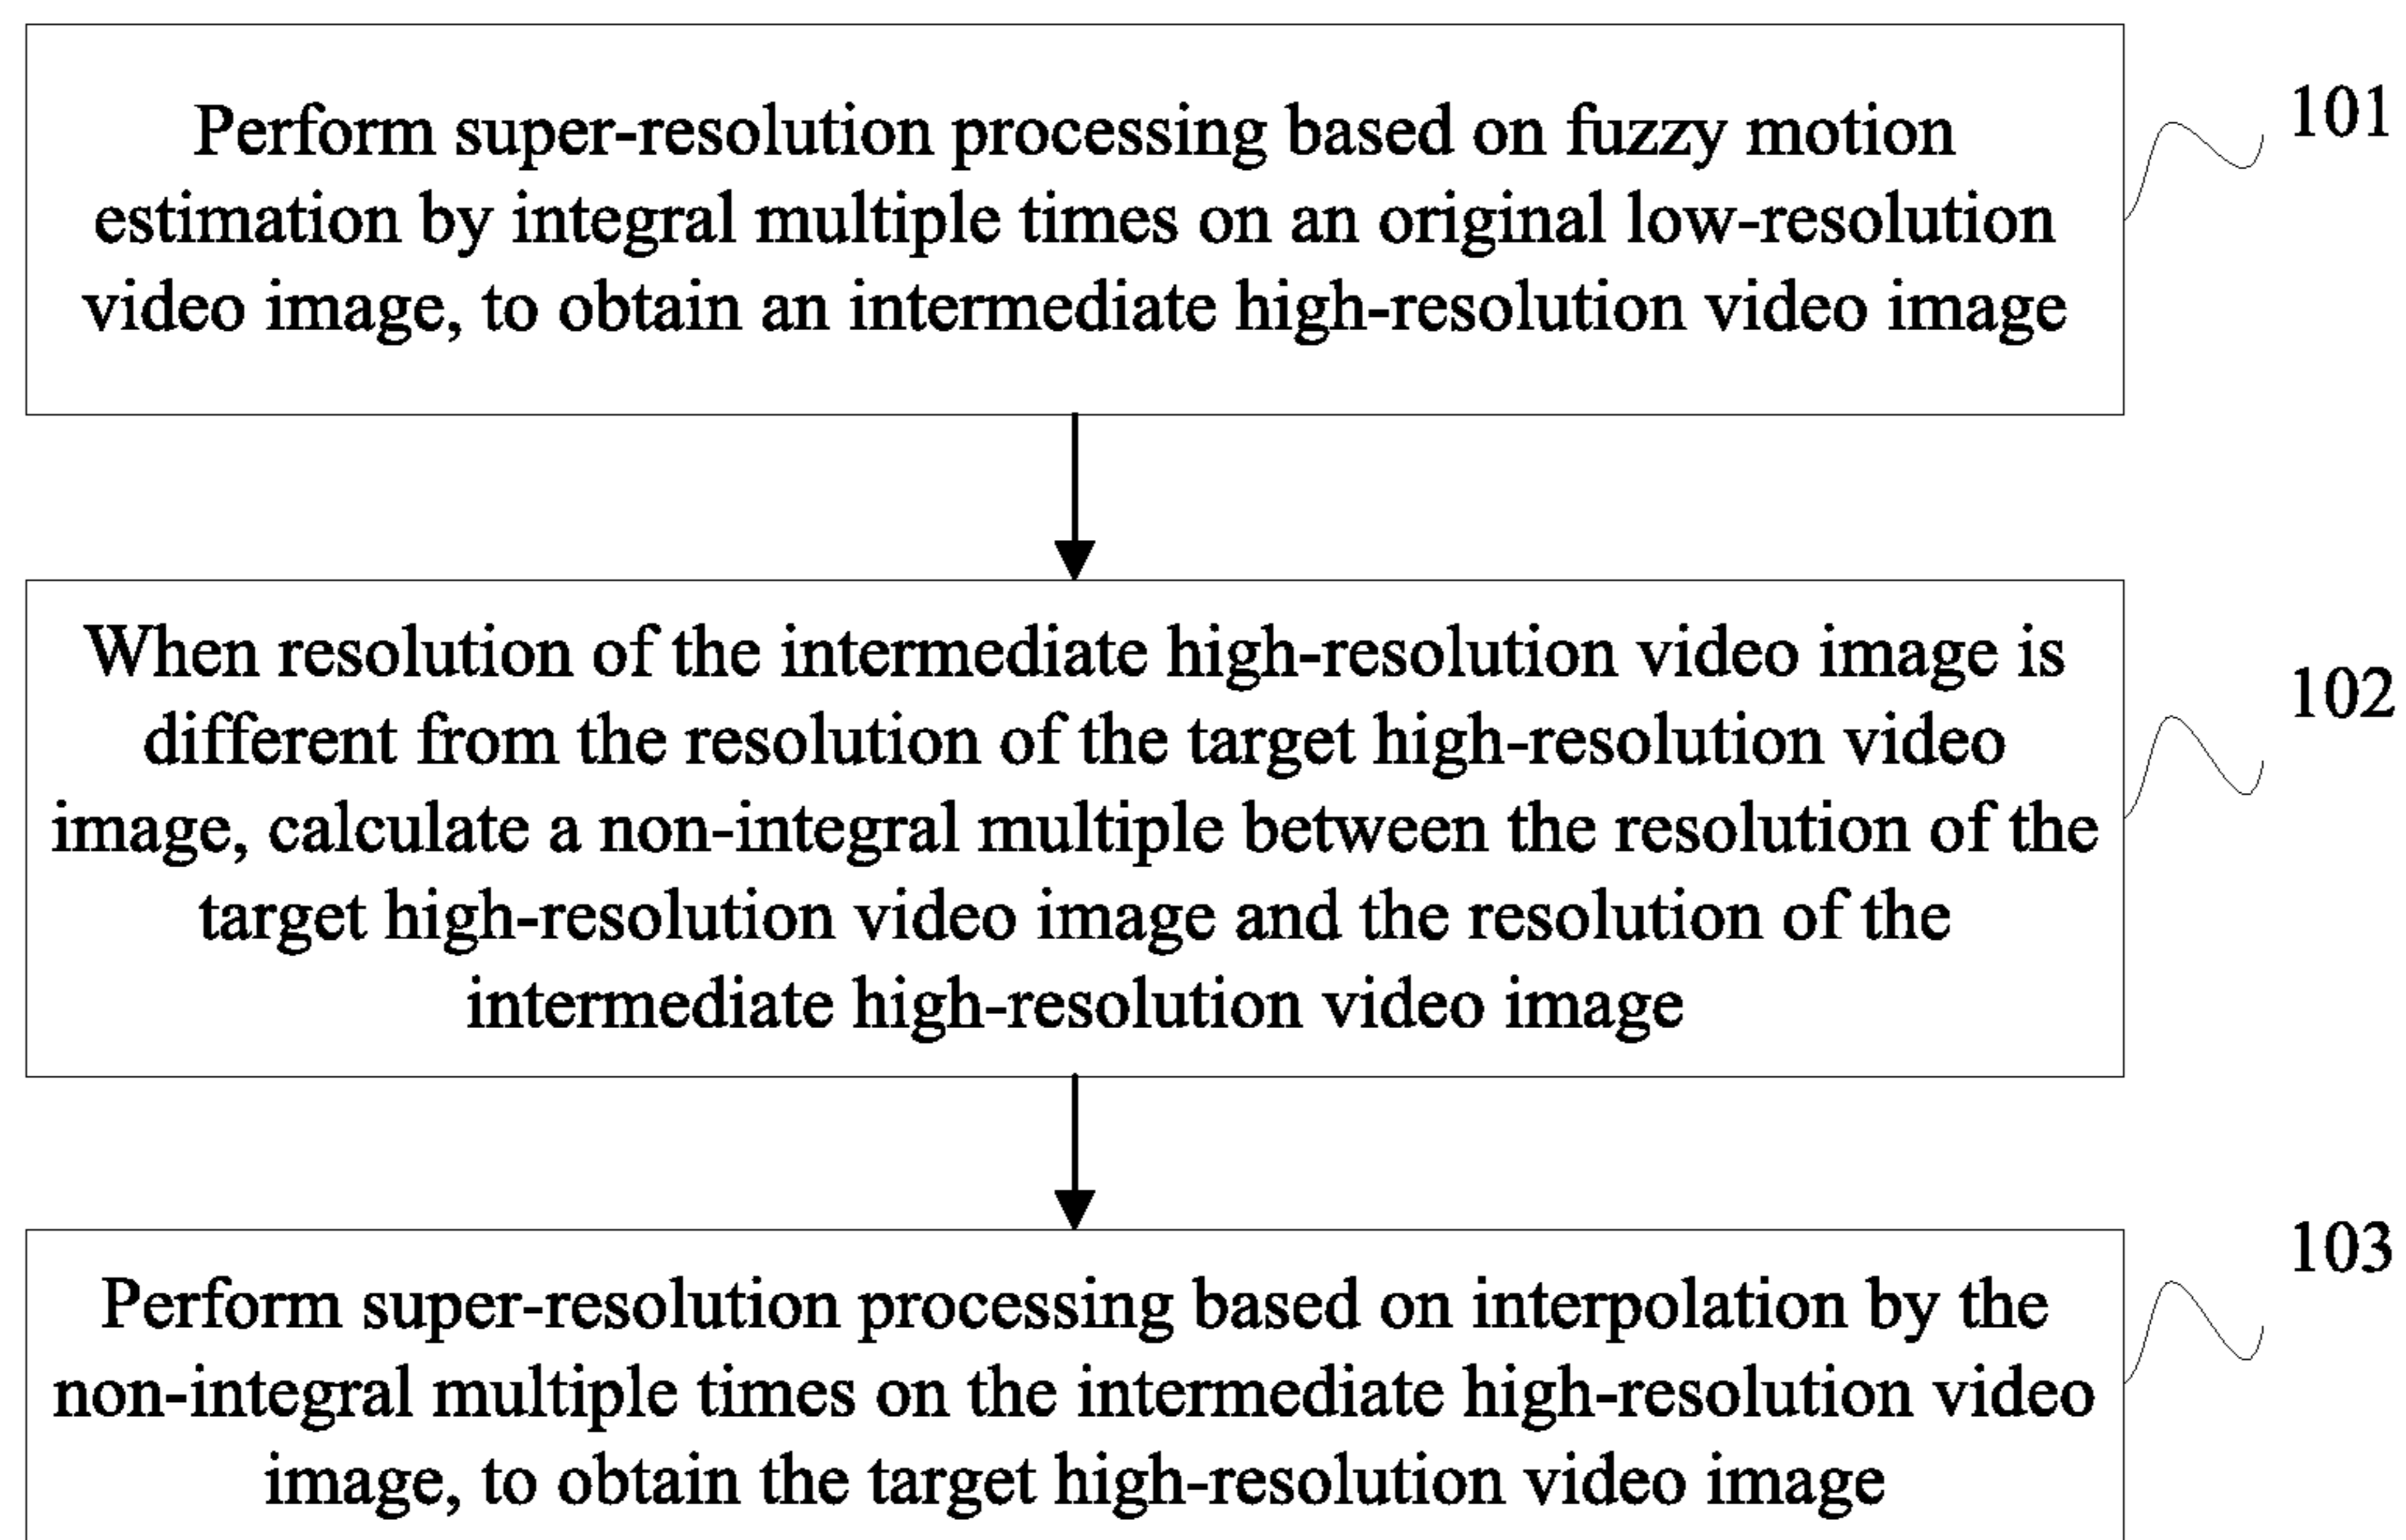 Perform super-resolution processing based on fuzzy motion
estimation by integral multiple times on an original low-resolution
video image, to obtain an intermediate high-resolution video image
101
When resolution of the intermediate high-resolution video image is
different from the resolution of the target high-resolution video
image, calculate a non-integral multiple between the resolution of the
target high-resolution video image and the resolution of the
intermediate high-resolution video image
102
Perform super-resolution processing based on interpolation by the
non-integral multiple times on the intermediate high-resolution video
image, to obtain the target high-resolution video image
103